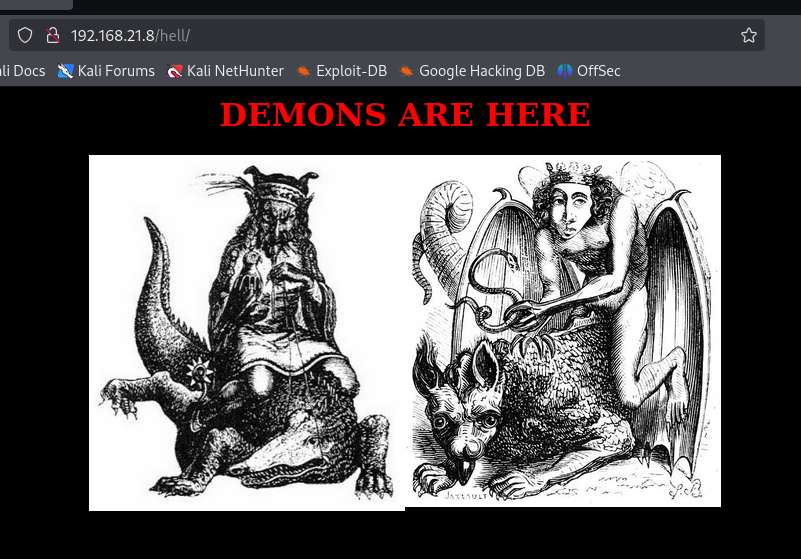 192.168.21.8/hell/
ali Docs Kali Forums Kali NetHunter Exploit-DB Google Hacking DB OffSec
DEMONS ARE HERE
JARRAULT